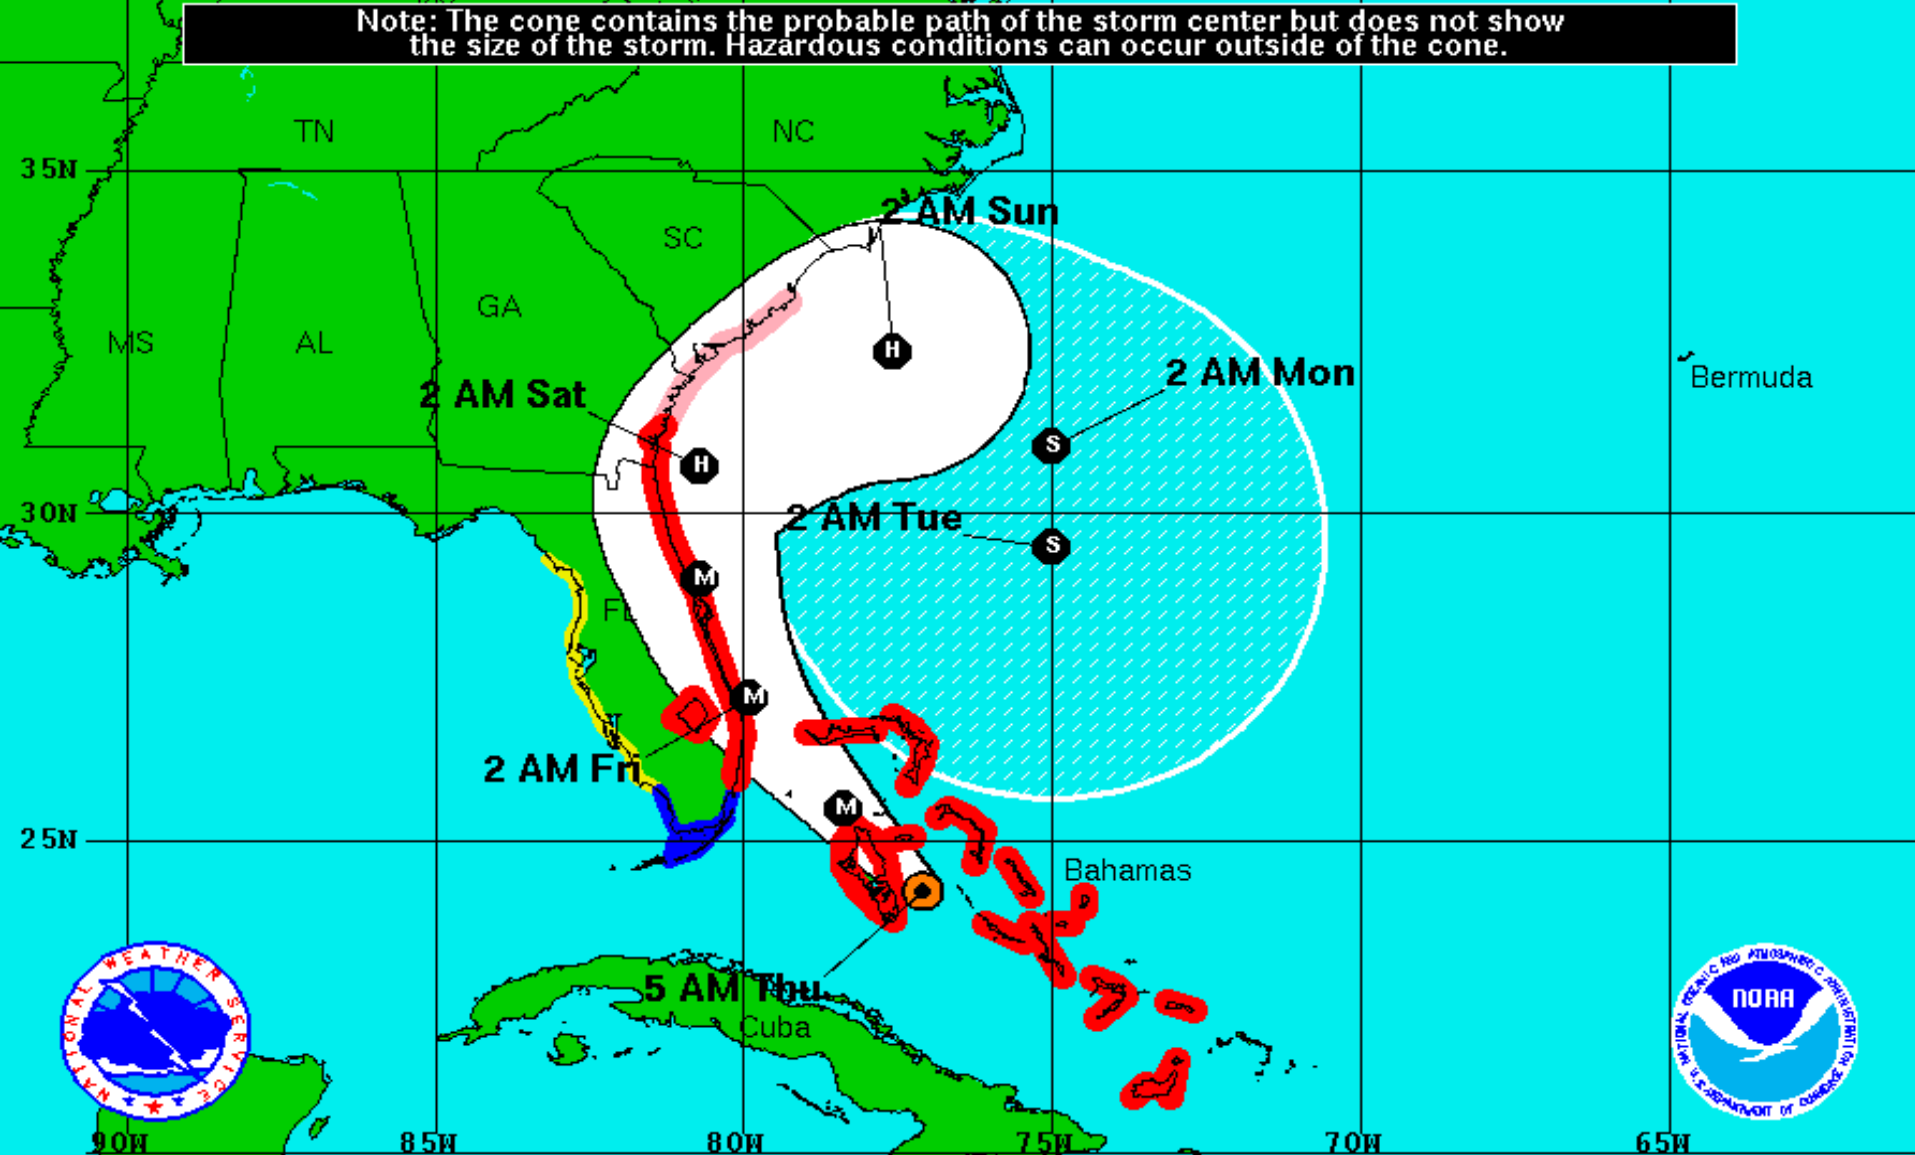 Note: The cone contains the probable path of the storm center but does not show
the size of the storm. Hazardous conditions can occur outside of the cone.
TN
NC
35N
2 AM Sun
SC
GA
MS
AL
H
2 AM Mon
Bermuda
2 AM Sat
S
H
30N
2 AM Tue
S
M
FL
M
2 AM Fri
M
25N
Bahamas
5 AM Thu
Cuba
NATIONAL WEATHER SERVICE
NOAA
90W
85W
80W
75W
70W
65W